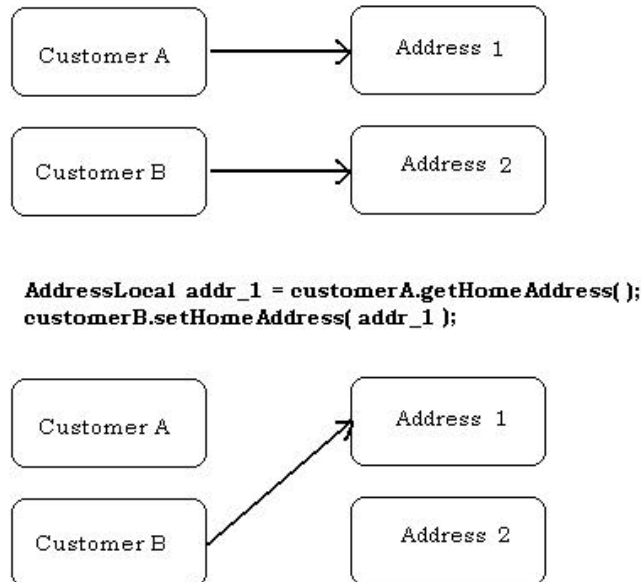 Customer A
Address 1
Customer B
Address 2
AddressLocal addr_1 = customerA.getHomeAddress( );
customerB.setHomeAddress( addr_1 );
Customer A
Address 1
Customer B
Address 2